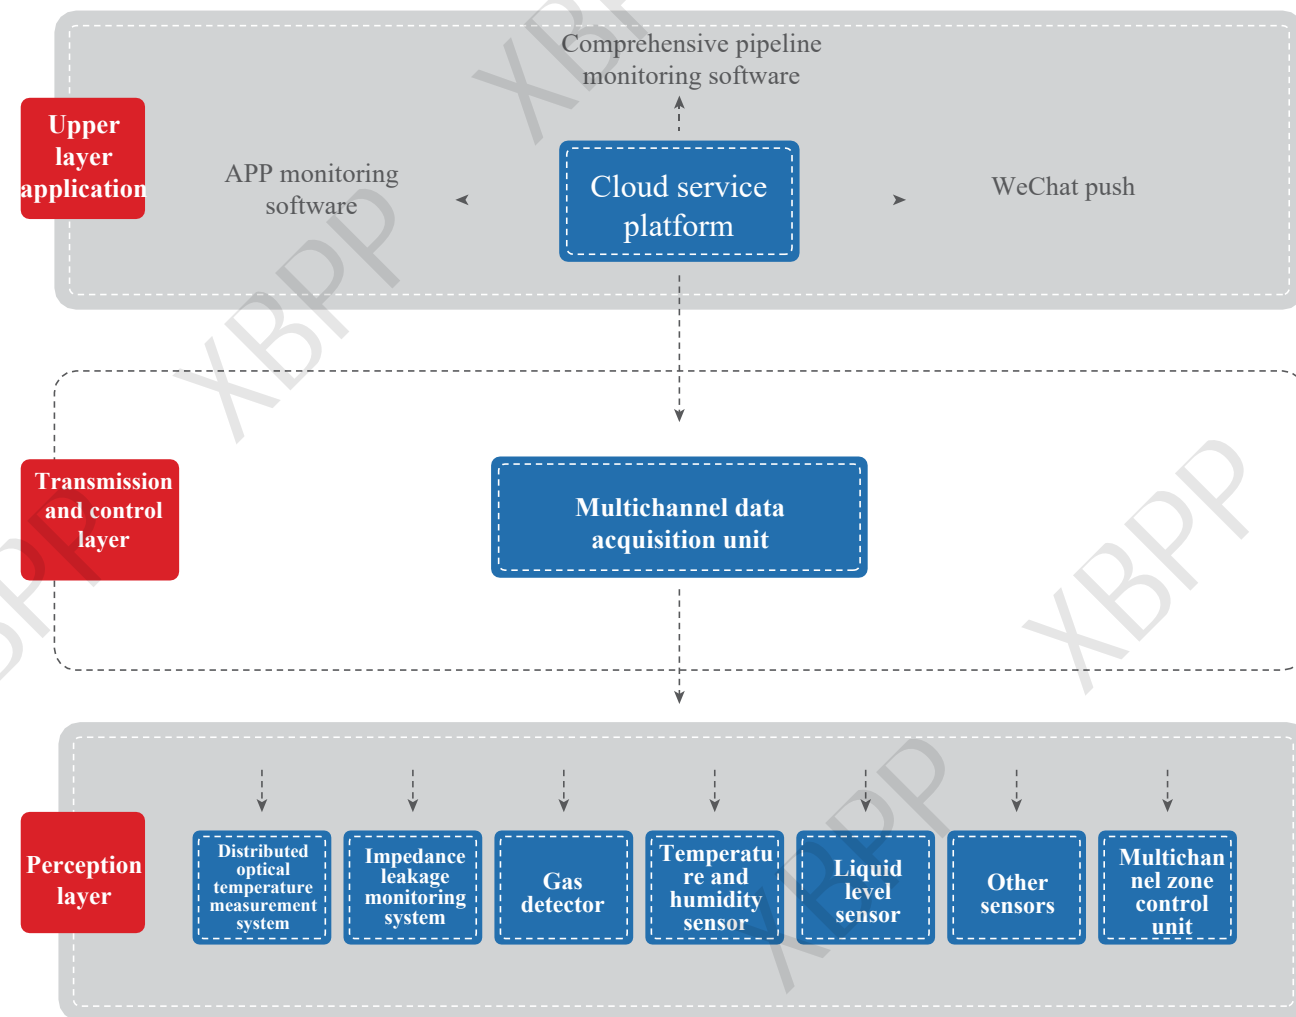 Comprehensive pipeline
monitoring software
Upper
layer
application
APP monitoring
software
Cloud service
platform
WeChat push
Transmission
and control
layer
Multichannel data
acquisition unit
Perception
layer
Distributed
optical
temperature
measurement
system
Impedance
leakage
monitoring
system
Gas
detector
Temperatu
re and
humidity
sensor
Liquid
level
sensor
Other
sensors
Multichan
nel zone
control
unit
XBPP
XBPP
XBPP
XBPP
XBPP